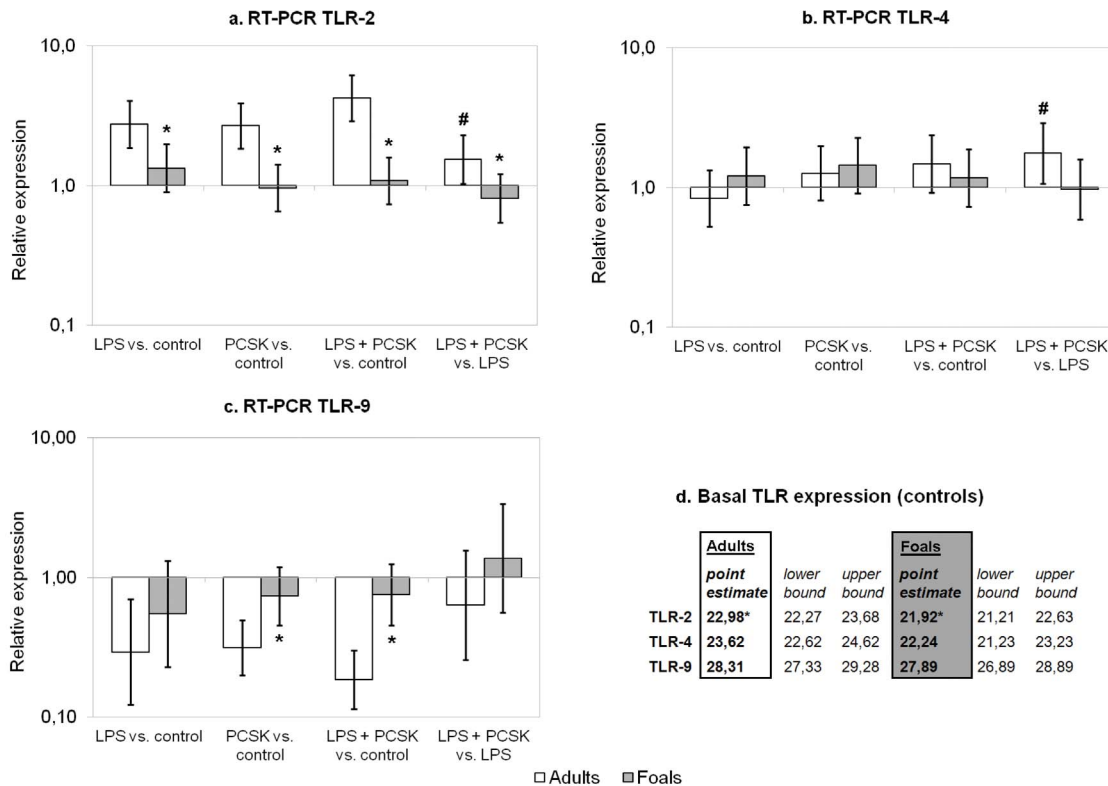 a. RT-PCR TLR-2
10,0
1,0
0,1
Relative expression
*
*
*
#
*
LPS vs. control
PCSK vs.
control
LPS + PCSK
vs. control
LPS + PCSK
vs. LPS
b. RT-PCR TLR-4
10,0
1,0
0,1
Relative expression
#
LPS vs. control
PCSK vs.
control
LPS + PCSK
vs. control
LPS + PCSK
vs. LPS
c. RT-PCR TLR-9
10,00
1,00
0,10
Relative expression
*
*
LPS vs. control
PCSK vs.
control
LPS + PCSK
vs. control
LPS + PCSK
vs. LPS
d. Basal TLR expression (controls)
Adults Foals
point lower upper point lower upper
estimate bound bound estimate bound bound
TLR-2 22,98* 22,27 23,68 21,92* 21,21 22,63
TLR-4 23,62 22,62 24,62 22,24 21,23 23,23
TLR-9 28,31 27,33 29,28 27,89 26,89 28,89
Adults Foals